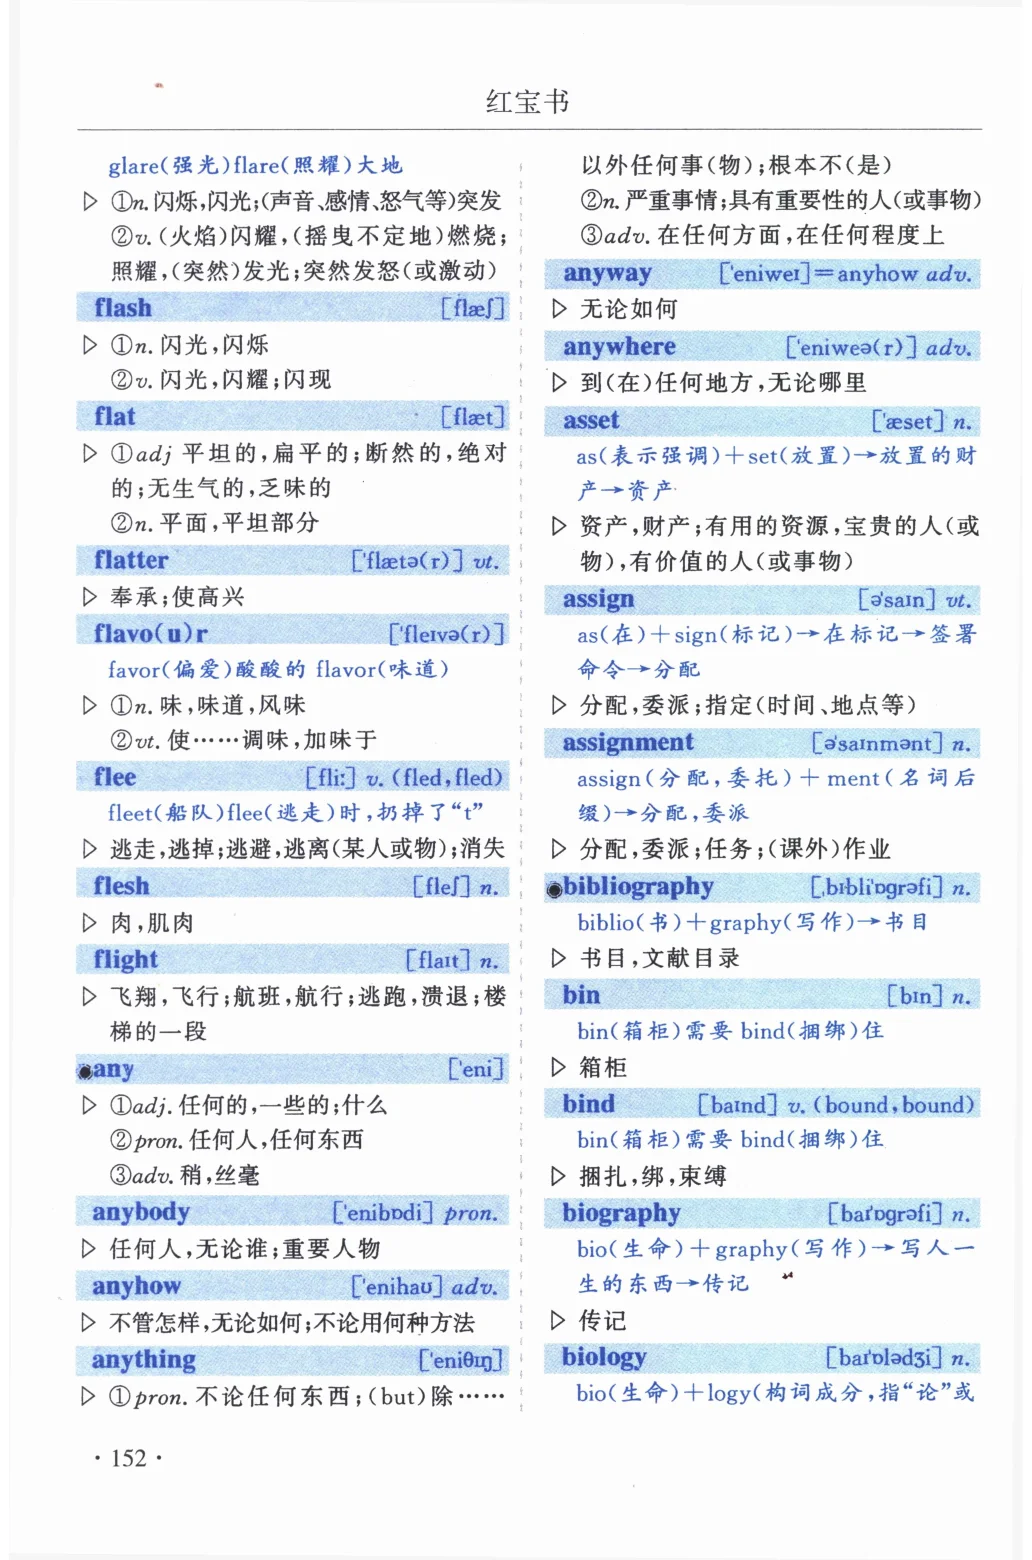 红宝书
glare(强光)flare(照耀)大地
▷ ①n.闪烁,闪光;(声音、感情、怒气等)突发
②v.(火焰)闪耀,(摇曳不定地)燃烧;
照耀,(突然)发光;突然发怒(或激动)
flash [flæʃ]
▷ ①n.闪光,闪烁
②v.闪光,闪耀;闪现
flat [flæt]
▷ ①adj 平坦的,扁平的;断然的,绝对
的;无生气的,乏味的
②n.平面,平坦部分
flatter ['flætə(r)] vt.
▷ 奉承;使高兴
flavo(u)r ['fleɪvə(r)]
favor(偏爱)酸酸的 flavor(味道)
▷ ①n.味,味道,风味
②vt.使……调味,加味于
flee [fli:] v.(fled,fled)
fleet(船队)flee(逃走)时,扔掉了“t”
▷ 逃走,逃掉;逃避,逃离(某人或物);消失
flesh [fleʃ] n.
▷ 肉,肌肉
flight [flaɪt] n.
▷ 飞翔,飞行;航班,航行;逃跑,溃退;楼
梯的一段
◉any ['eni]
▷ ①adj.任何的,一些的;什么
②pron.任何人,任何东西
③adv.稍,丝毫
anybody ['enibɒdi] pron.
▷ 任何人,无论谁;重要人物
anyhow ['enihaʊ] adv.
▷ 不管怎样,无论如何;不论用何种方法
anything ['eniθɪŋ]
▷ ①pron.不论任何东西;(but)除……
以外任何事(物);根本不(是)
②n.严重事情;具有重要性的人(或事物)
③adv.在任何方面,在任何程度上
anyway ['eniweɪ]=anyhow adv.
▷ 无论如何
anywhere ['eniweə(r)] adv.
▷ 到(在)任何地方,无论哪里
asset ['æset] n.
as(表示强调)+set(放置)→放置的财
产→资产
▷ 资产,财产;有用的资源,宝贵的人(或
物),有价值的人(或事物)
assign [ə'saɪn] vt.
as(在)+sign(标记)→在标记→签署
命令→分配
▷ 分配,委派;指定(时间、地点等)
assignment [ə'saɪnmənt] n.
assign(分配,委托)+ment(名词后
缀)→分配,委派
▷ 分配,委派;任务;(课外)作业
◉bibliography [ˌbɪbli'ɒgrəfi] n.
biblio(书)+graphy(写作)→书目
▷ 书目,文献目录
bin [bɪn] n.
bin(箱柜)需要 bind(捆绑)住
▷ 箱柜
bind [baɪnd] v.(bound,bound)
bin(箱柜)需要 bind(捆绑)住
▷ 捆扎,绑,束缚
biography [baɪ'ɒgrəfi] n.
bio(生命)+graphy(写作)→写人一
生的东西→传记
▷ 传记
biology [baɪ'ɒlədʒi] n.
bio(生命)+logy(构词成分,指“论”或
·152·